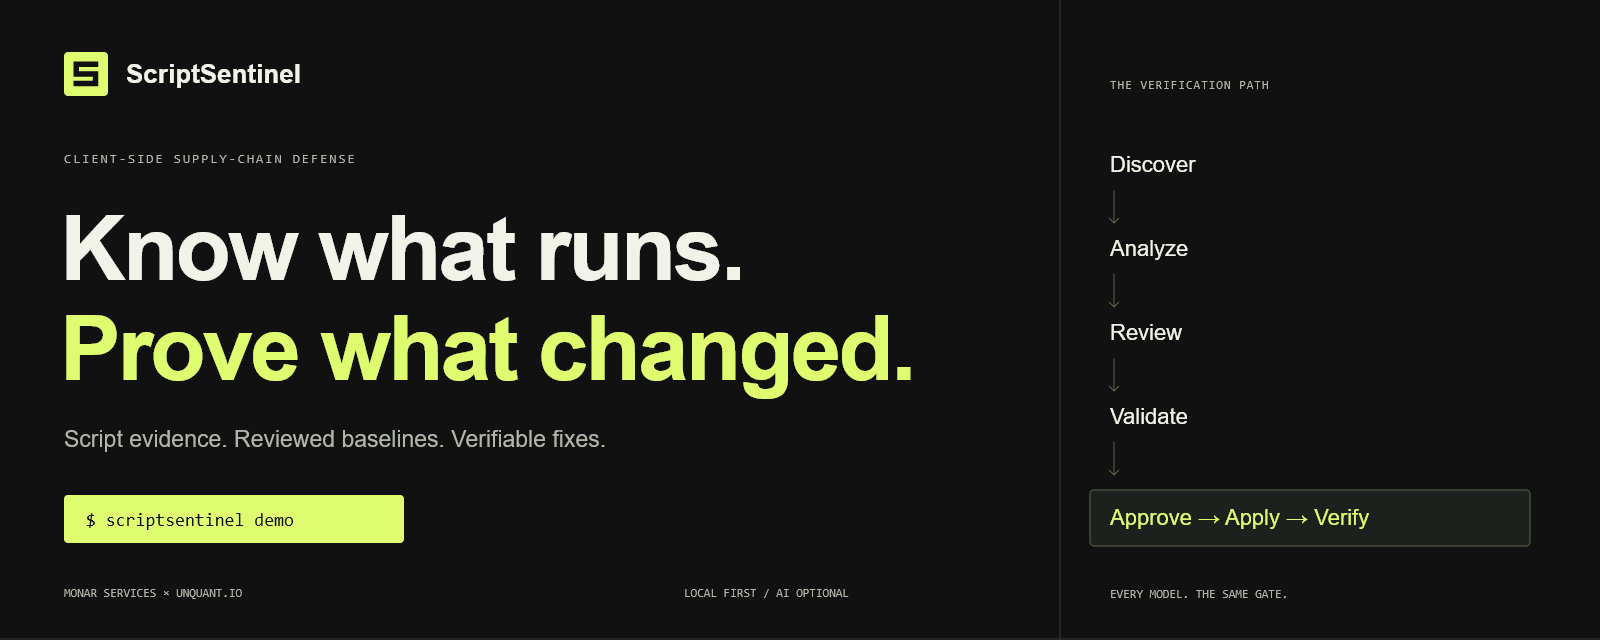 ScriptSentinel
CLIENT-SIDE SUPPLY-CHAIN DEFENSE
Know what runs.
Prove what changed.
Script evidence. Reviewed baselines. Verifiable fixes.
$ scriptsentinel demo
MONAR SERVICES × UNQUANT.IO
LOCAL FIRST / AI OPTIONAL
THE VERIFICATION PATH
Discover
↓
Analyze
↓
Review
↓
Validate
↓
Approve → Apply → Verify
EVERY MODEL. THE SAME GATE.